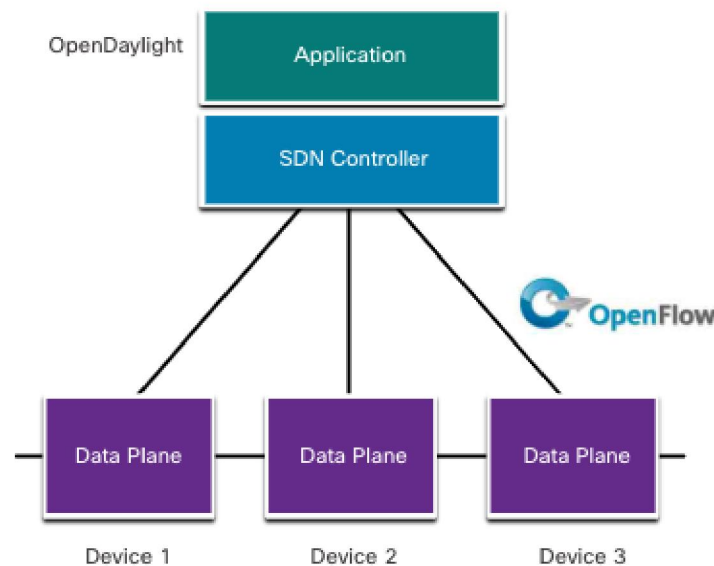 OpenDaylight
Application
SDN Controller
OpenFlow
Data Plane
Data Plane
Data Plane
Device 1
Device 2
Device 3